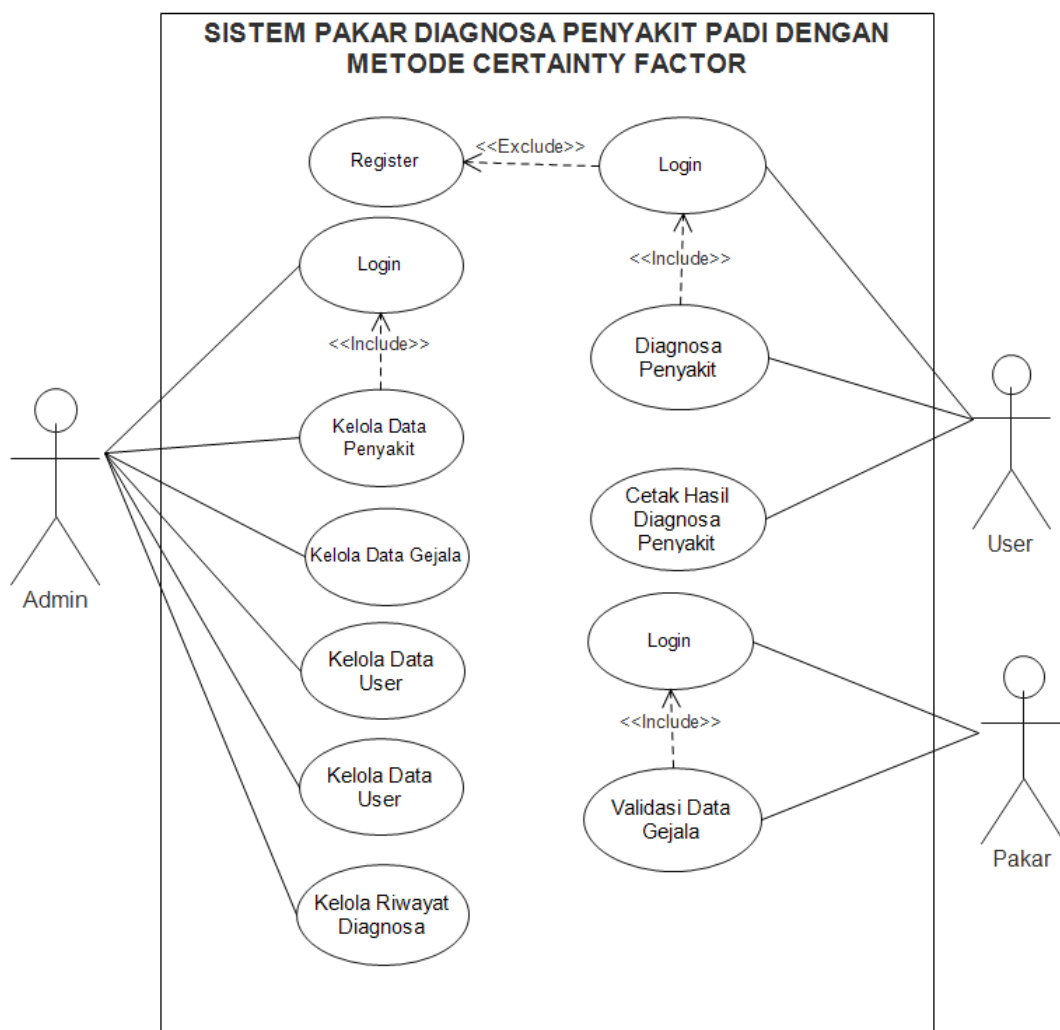 SISTEM PAKAR DIAGNOSA PENYAKIT PADI DENGAN
METODE CERTAINTY FACTOR
Register
<<Exclude>>
Login
Login
<<Include>>
<<Include>>
Diagnosa
Penyakit
Kelola Data
Penyakit
Cetak Hasil
Diagnosa
Penyakit
User
Kelola Data Gejala
Admin
Login
Kelola Data
User
<<Include>>
Kelola Data
User
Validasi Data
Gejala
Pakar
Kelola Riwayat
Diagnosa